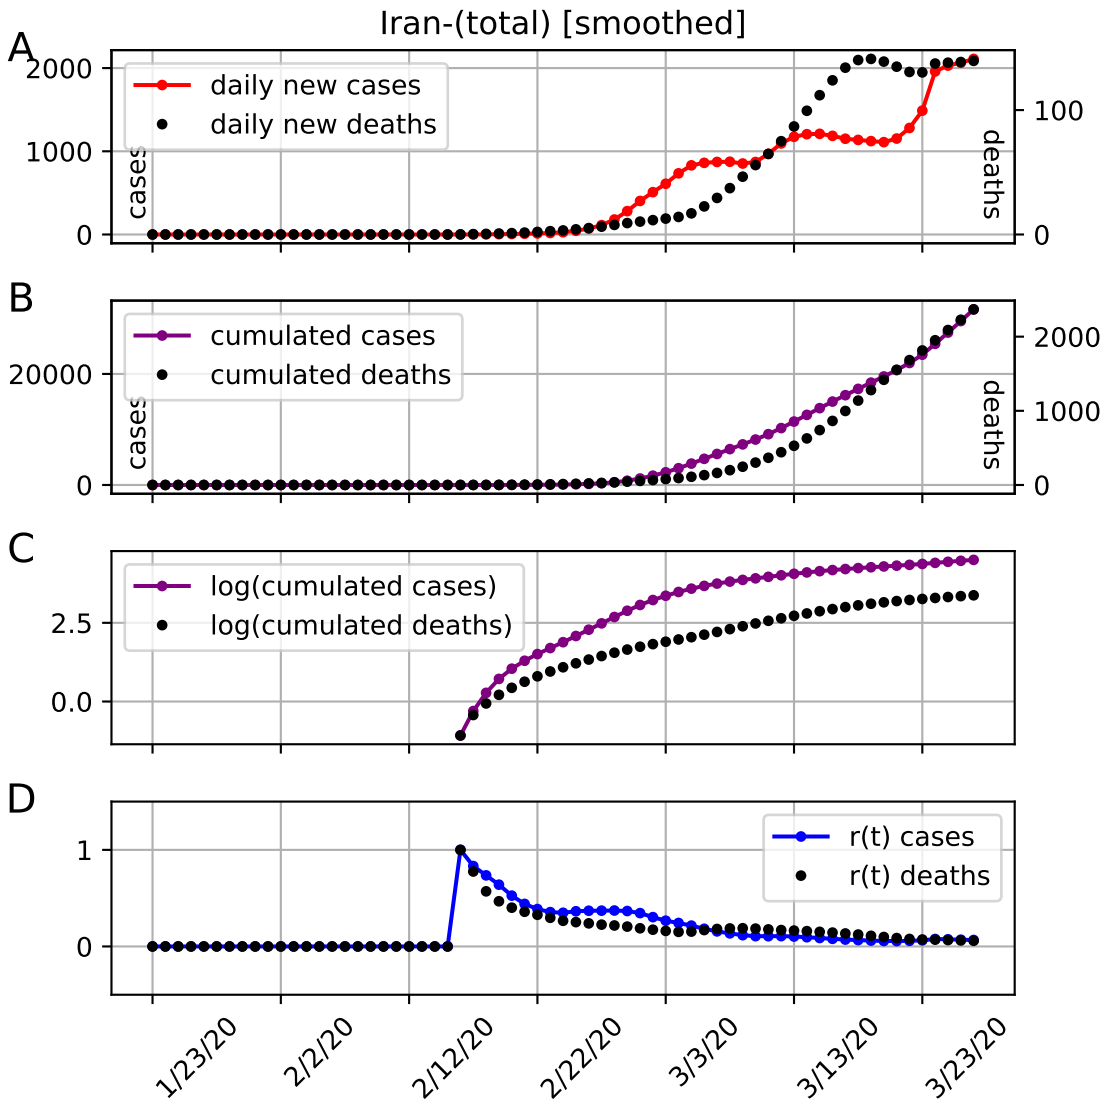 Iran-(total) [smoothed]
A
2000
1000
0
cases
daily new cases
daily new deaths
100
0
deaths
B
20000
0
cases
cumulated cases
cumulated deaths
2000
1000
0
deaths
C
2.5
0.0
log(cumulated cases)
log(cumulated deaths)
D
1
0
r(t) cases
r(t) deaths
1/23/20
2/2/20
2/12/20
2/22/20
3/3/20
3/13/20
3/23/20